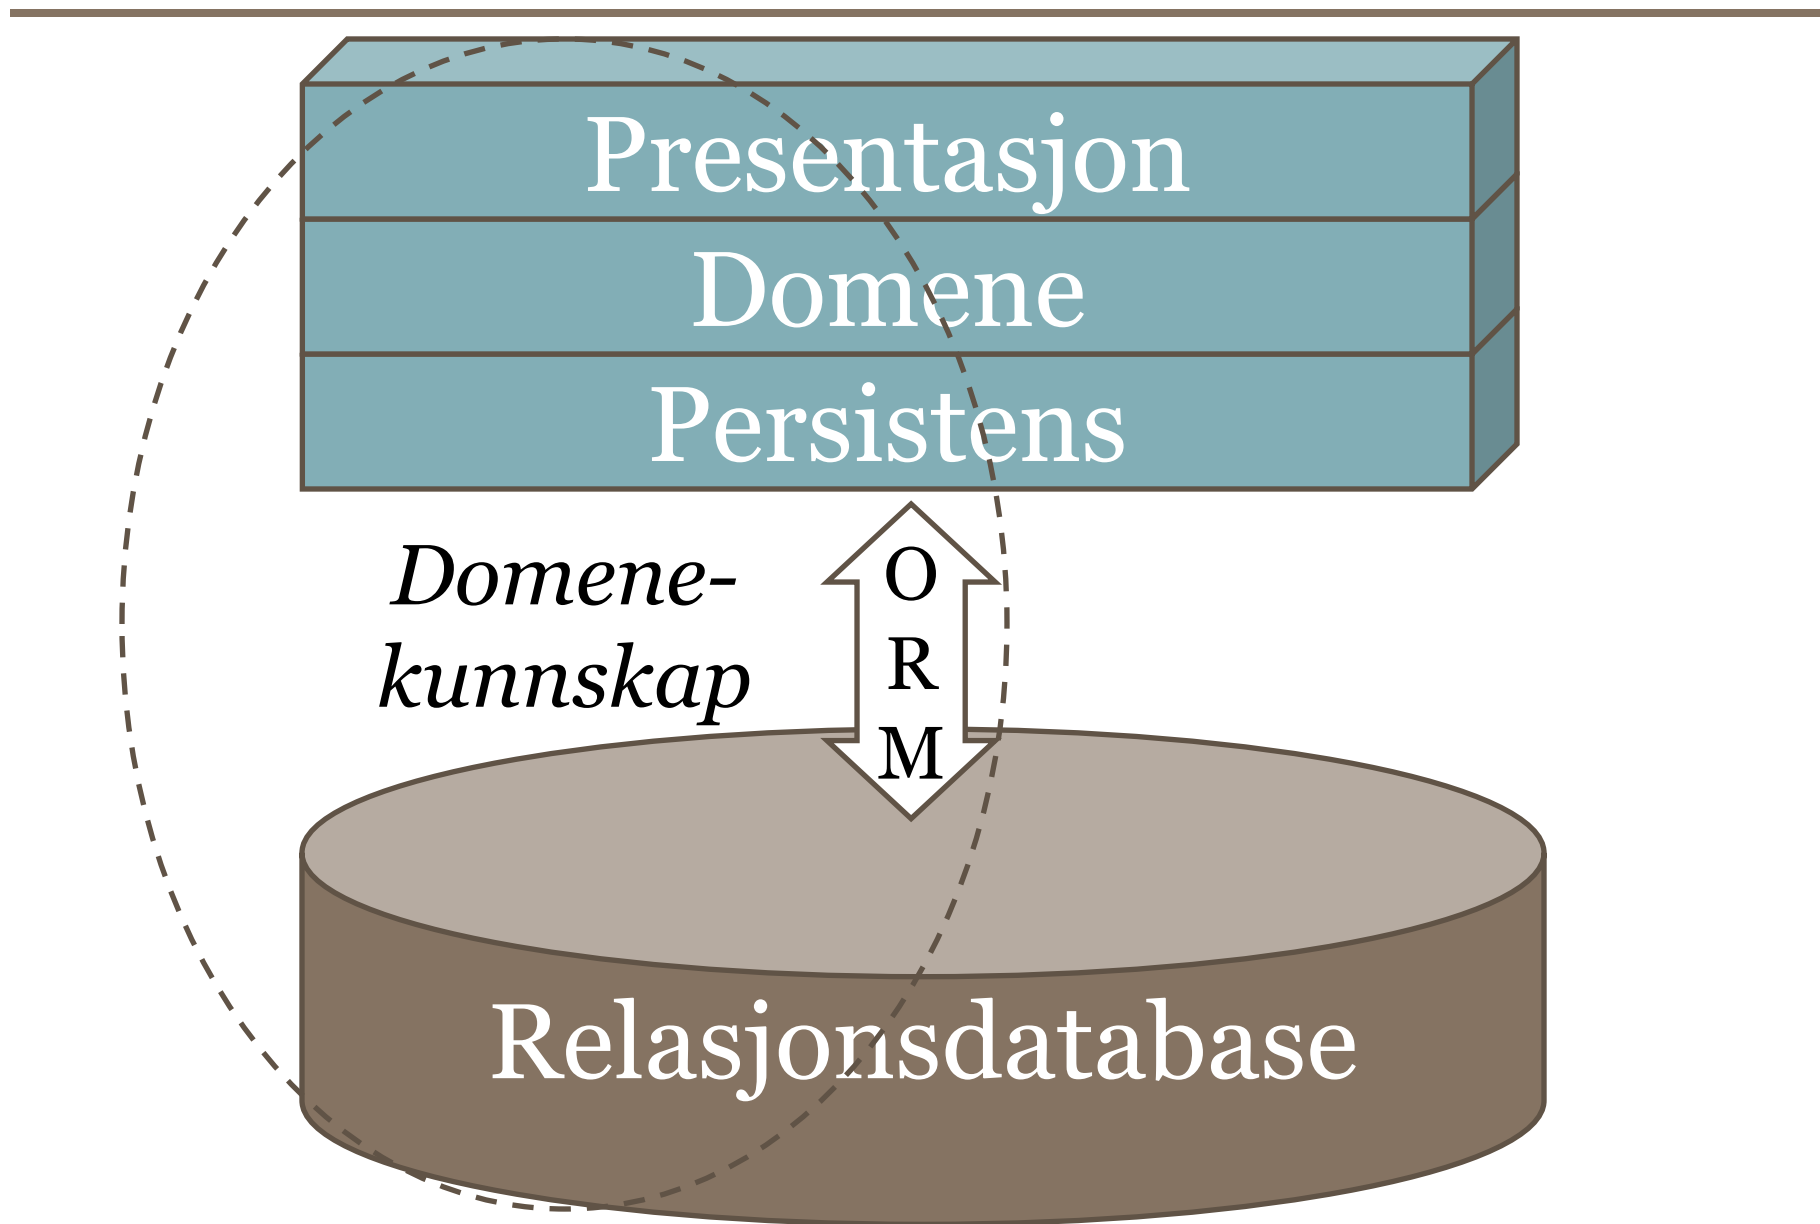 Presentasjon
Domene
Persistens
Domene-
kunnskap
O
R
M
Relasjonsdatabase